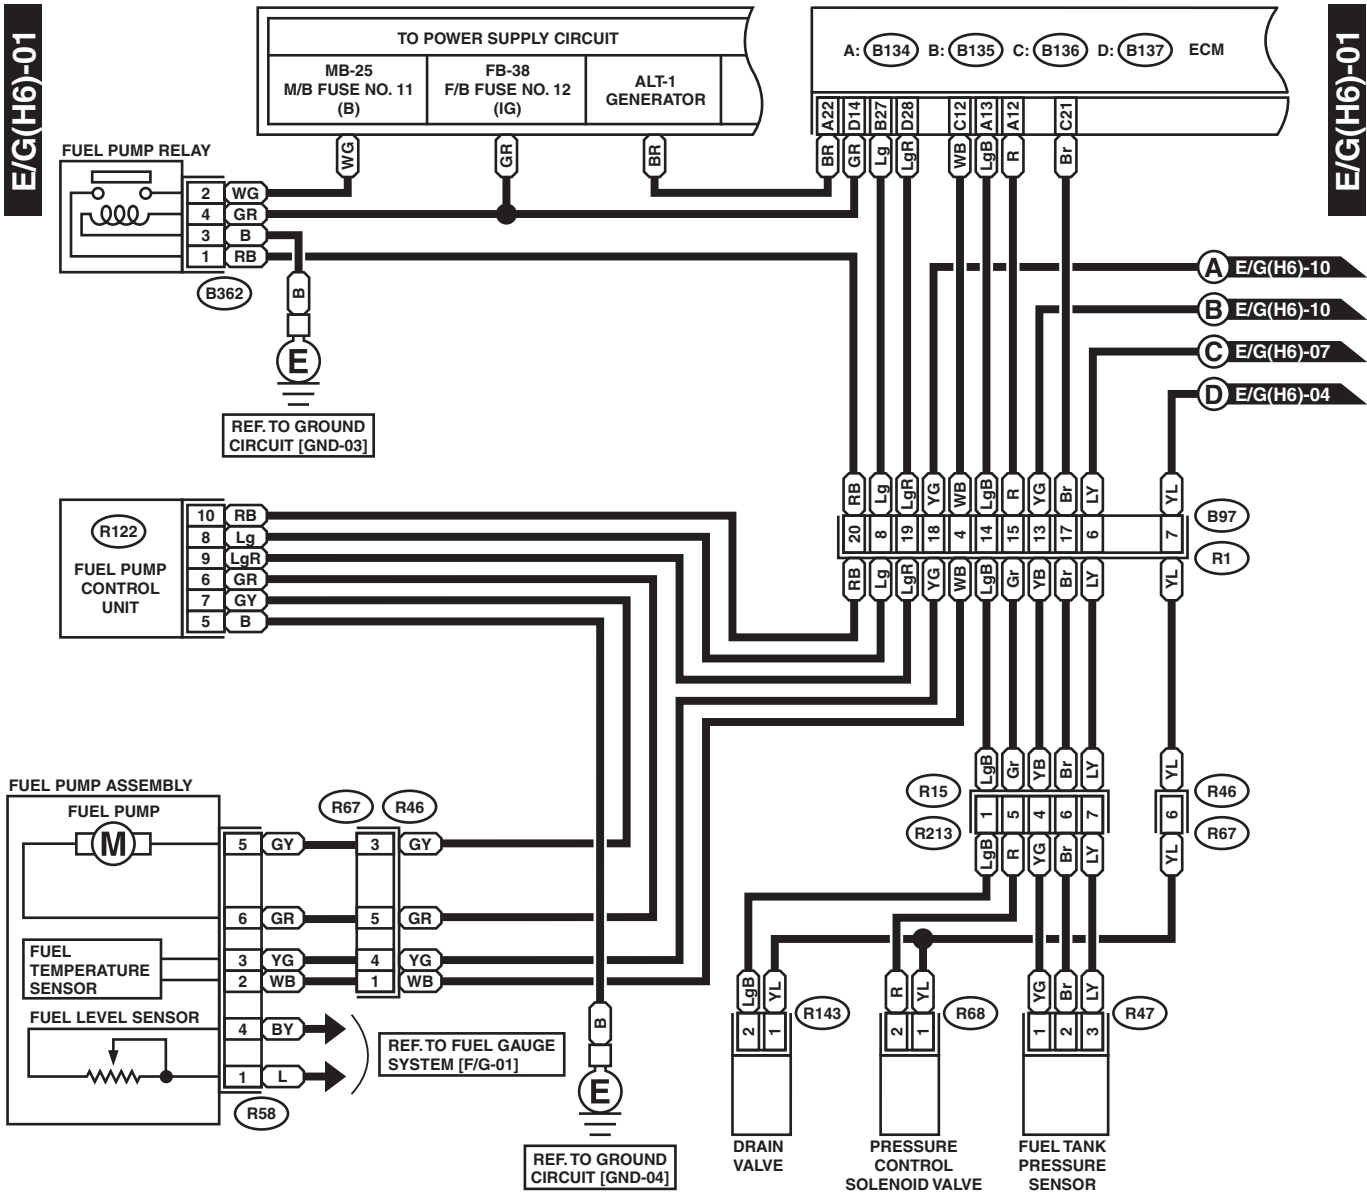 E/G(H6)-01
E/G(H6)-01
TO POWER SUPPLY CIRCUIT
MB-25
M/B FUSE NO. 11
(B)
FB-38
F/B FUSE NO. 12
(IG)
ALT-1
GENERATOR
A: B134 B: B135 C: B136 D: B137 ECM
A22 D14 B27 D28 C12 A13 A12 C21
WG GR BR
BR GR Lg LgR WB LgB R Br
FUEL PUMP RELAY
2 WG
4 GR
3 B
1 RB
B362
B
E
REF. TO GROUND
CIRCUIT [GND-03]
A E/G(H6)-10
B E/G(H6)-10
C E/G(H6)-07
D E/G(H6)-04
RB Lg LgR YG WB LgB R YG Br LY YL
20 8 19 18 4 14 15 13 17 6 7
B97
R1
RB Lg LgR YG WB LgB Gr YB Br LY YL
R122
FUEL PUMP
CONTROL
UNIT
10 RB
8 Lg
9 LgR
6 GR
7 GY
5 B
LgB Gr YB Br LY YL
R15
R213
1 5 4 6 7
6
R46
R67
LgB R YG Br LY YL
FUEL PUMP ASSEMBLY
FUEL PUMP
M
R67 R46
5 GY 3 GY
6 GR 5 GR
3 YG 4 YG
2 WB 1 WB
4 BY
1 L
FUEL
TEMPERATURE
SENSOR
FUEL LEVEL SENSOR
R58
REF. TO FUEL GAUGE
SYSTEM [F/G-01]
B
E
REF. TO GROUND
CIRCUIT [GND-04]
LgB YL
2 1
R143
DRAIN
VALVE
R YL
2 1
R68
PRESSURE
CONTROL
SOLENOID VALVE
YG Br LY
1 2 3
R47
FUEL TANK
PRESSURE
SENSOR